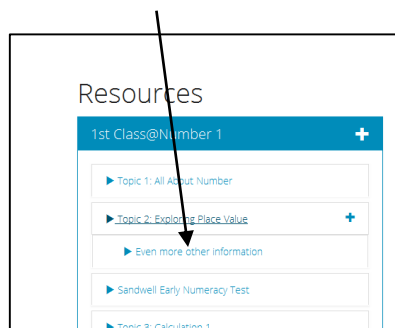 Resources
1st Class@Number 1
Topic 1: All About Number
Topic 2: Exploring Place Value
Even more other information
Sandwell Early Numeracy Test
Topic 3: Calculation 1